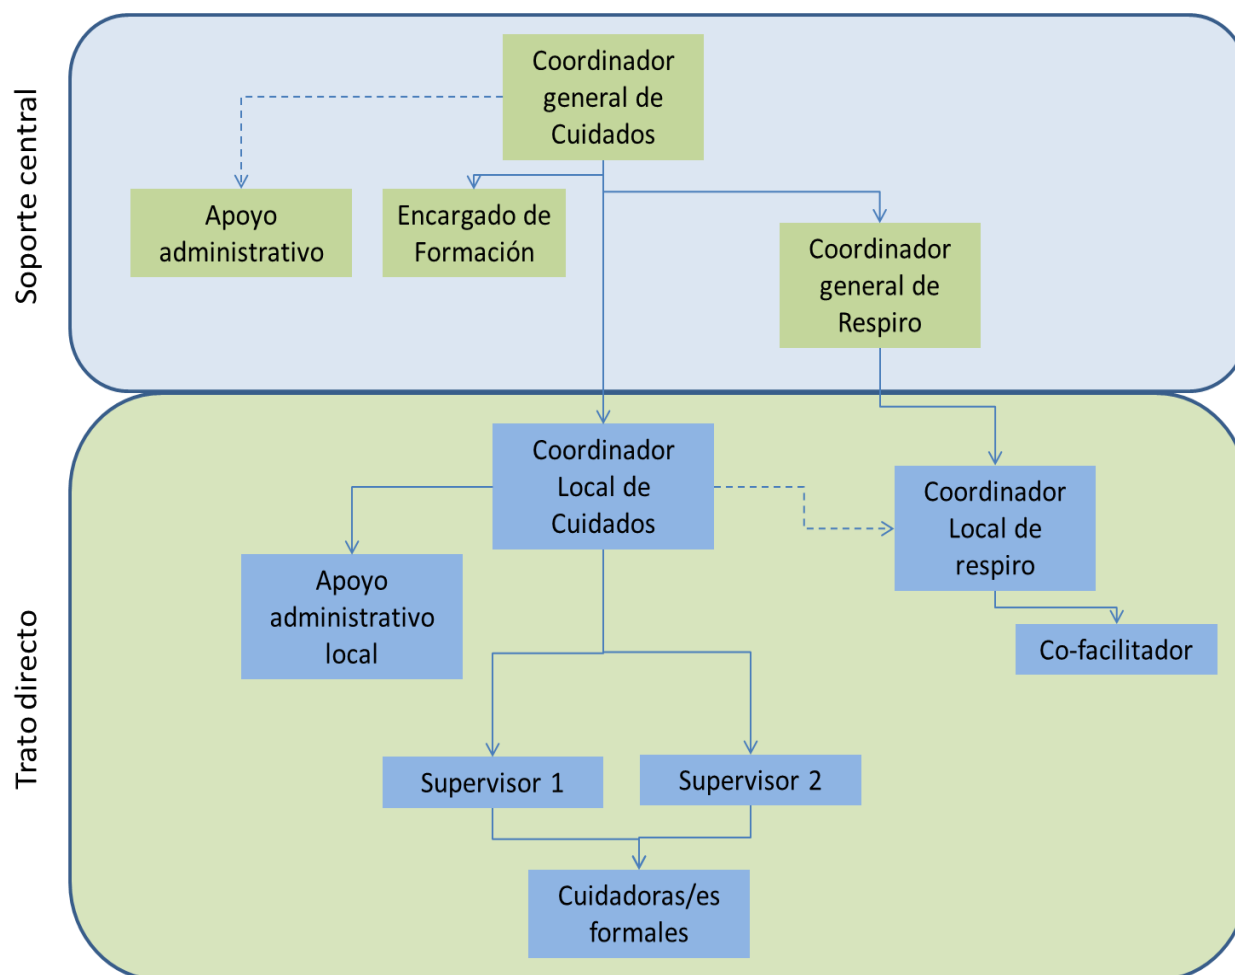 Soporte central
Coordinador
general de
Cuidados
Apoyo
administrativo
Encargado de
Formación
Coordinador
general de
Respiro
Trato directo
Coordinador
Local de
Cuidados
Coordinador
Local de
respiro
Apoyo
administrativo
local
Co-facilitador
Supervisor 1
Supervisor 2
Cuidadoras/es
formales